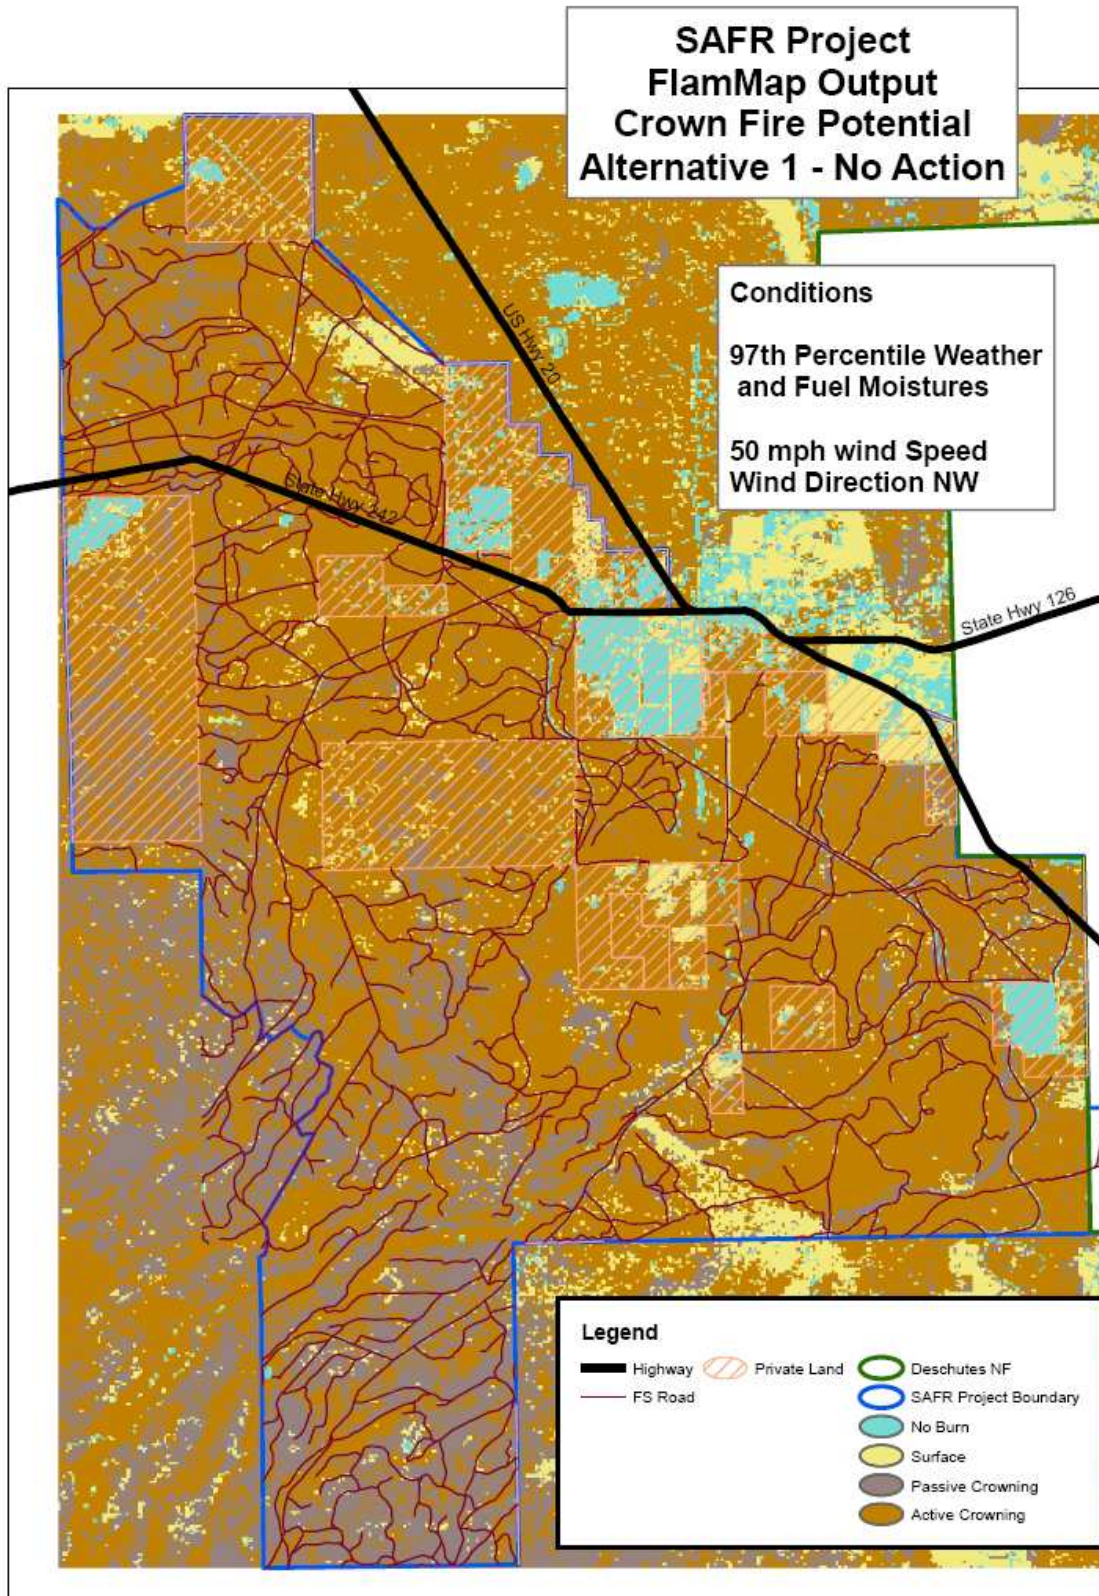 SAFR Project
FlamMap Output
Crown Fire Potential
Alternative 1 - No Action
Conditions
97th Percentile Weather
and Fuel Moistures
50 mph wind Speed
Wind Direction NW
US Hwy 20
State Hwy 242
State Hwy 126
Legend
Highway
Private Land
Deschutes NF
FS Road
SAFR Project Boundary
No Burn
Surface
Passive Crowning
Active Crowning